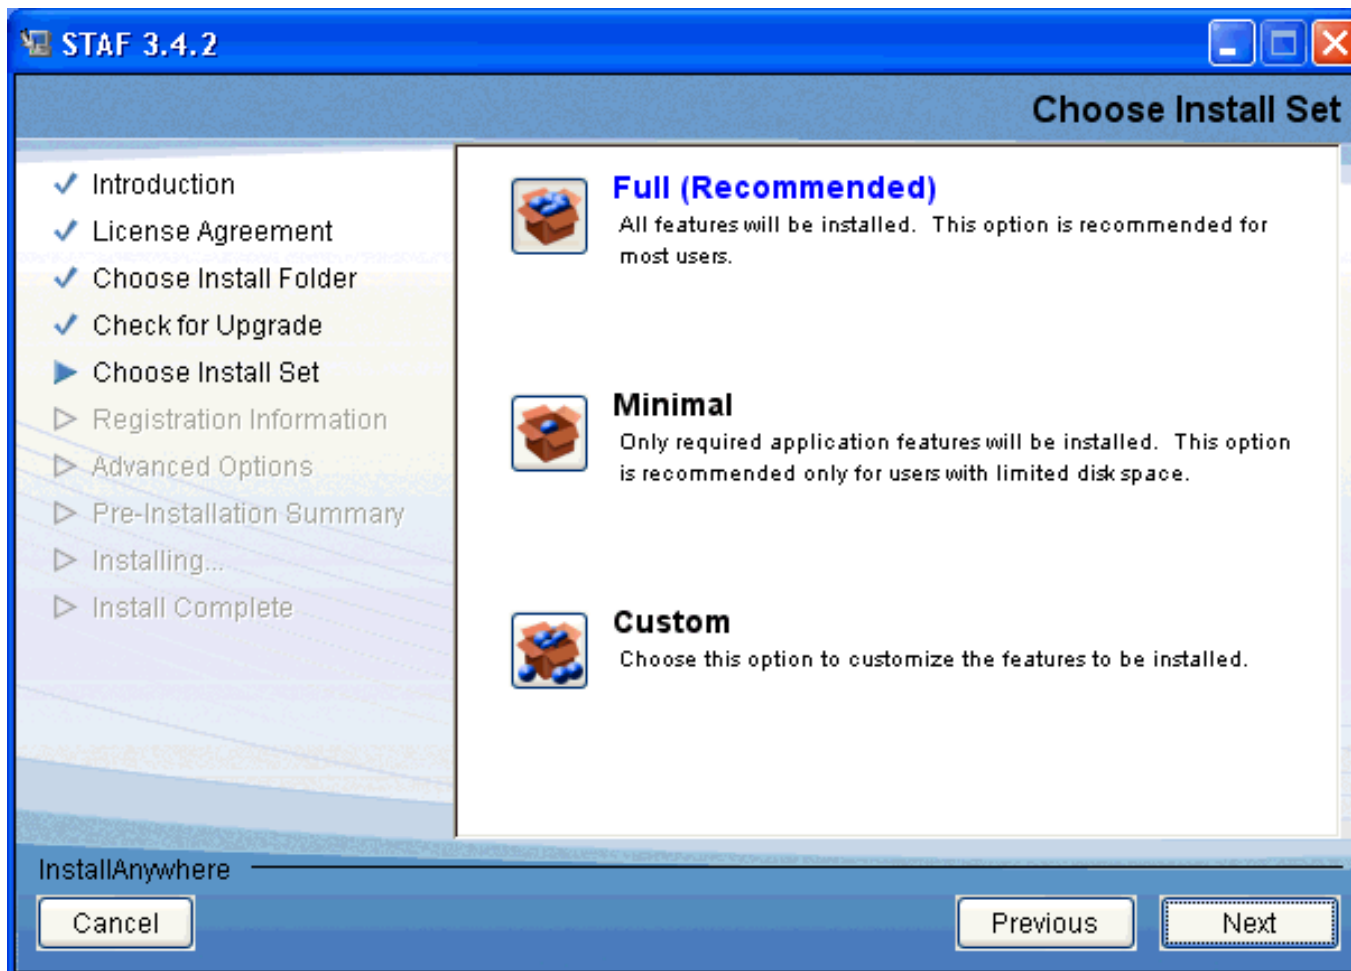 STAF 3.4.2
Choose Install Set
Introduction
License Agreement
Choose Install Folder
Check for Upgrade
Choose Install Set
Registration Information
Advanced Options
Pre-Installation Summary
Installing...
Install Complete
Full (Recommended)
All features will be installed. This option is recommended for
most users.
Minimal
Only required application features will be installed. This option
is recommended only for users with limited disk space.
Custom
Choose this option to customize the features to be installed.
InstallAnywhere
Cancel
Previous
Next